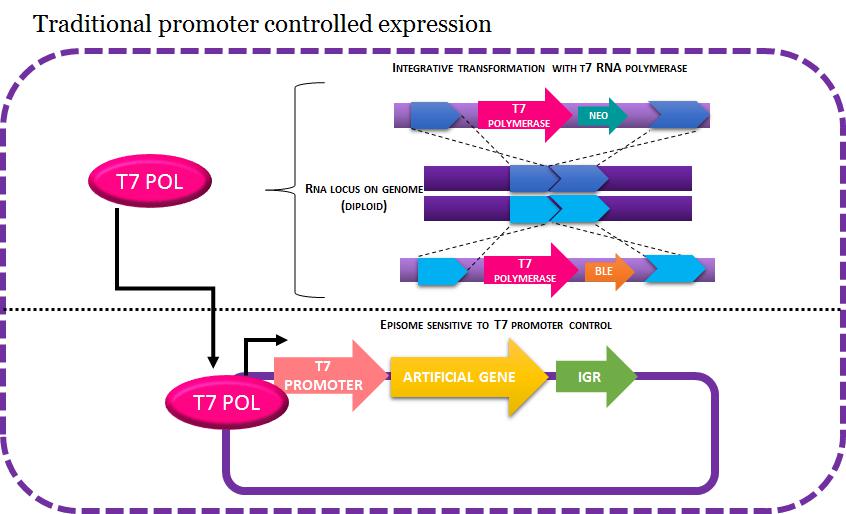 Traditional promoter controlled expression
Integrative transformation with t7 RNA polymerase
T7
POLYMERASE
NEO
T7 POL
Rna locus on genome
(diploid)
T7
POLYMERASE
BLE
Episome sensitive to T7 promoter control
T7
PROMOTER
ARTIFICIAL GENE
IGR
T7 POL